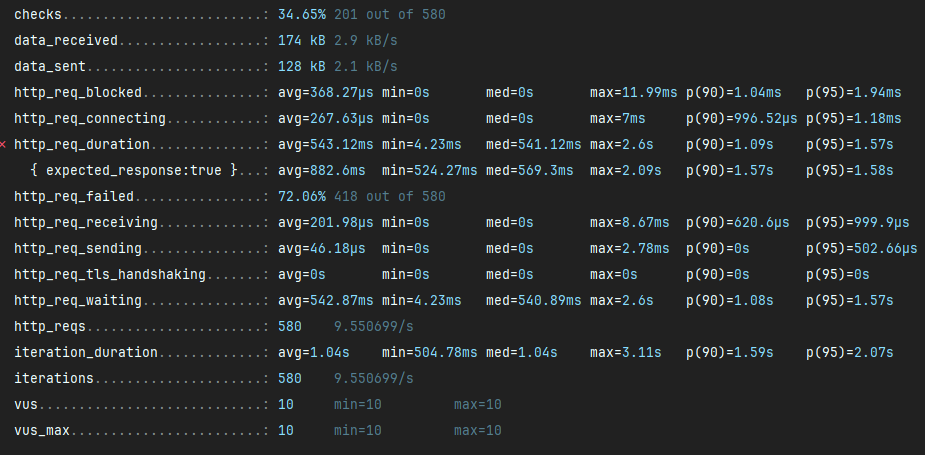 checks.........................: 34.65% 201 out of 580
data_received..................: 174 kB 2.9 kB/s
data_sent......................: 128 kB 2.1 kB/s
http_req_blocked...............: avg=368.27µs min=0s       med=0s       max=11.99ms p(90)=1.04ms   p(95)=1.94ms
http_req_connecting............: avg=267.63µs min=0s       med=0s       max=7ms     p(90)=996.52µs p(95)=1.18ms
✗ http_req_duration..............: avg=543.12ms min=4.23ms   med=541.12ms max=2.6s    p(90)=1.09s    p(95)=1.57s
{ expected_response:true }...: avg=882.6ms  min=524.27ms med=569.3ms  max=2.09s   p(90)=1.57s    p(95)=1.58s
http_req_failed................: 72.06% 418 out of 580
http_req_receiving.............: avg=201.98µs min=0s       med=0s       max=8.67ms  p(90)=620.6µs  p(95)=999.9µs
http_req_sending...............: avg=46.18µs  min=0s       med=0s       max=2.78ms  p(90)=0s       p(95)=502.66µs
http_req_tls_handshaking.......: avg=0s       min=0s       med=0s       max=0s      p(90)=0s       p(95)=0s
http_req_waiting...............: avg=542.87ms min=4.23ms   med=540.89ms max=2.6s    p(90)=1.08s    p(95)=1.57s
http_reqs......................: 580    9.550699/s
iteration_duration.............: avg=1.04s    min=504.78ms med=1.04s    max=3.11s   p(90)=1.59s    p(95)=2.07s
iterations.....................: 580    9.550699/s
vus............................: 10     min=10         max=10
vus_max........................: 10     min=10         max=10